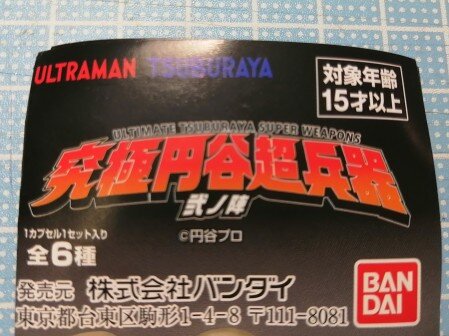 ULTRAMAN TSUBURAYA
対象年齢
15才以上
ULTIMATE TSUBURAYA SUPER WEAPONS
究極円谷超兵器
弐ノ陣
©円谷プロ
1カプセル1セット入り
全6種
発売元 株式会社バンダイ
東京都台東区駒形1-4-8 〒111-8081
BAN
DAI